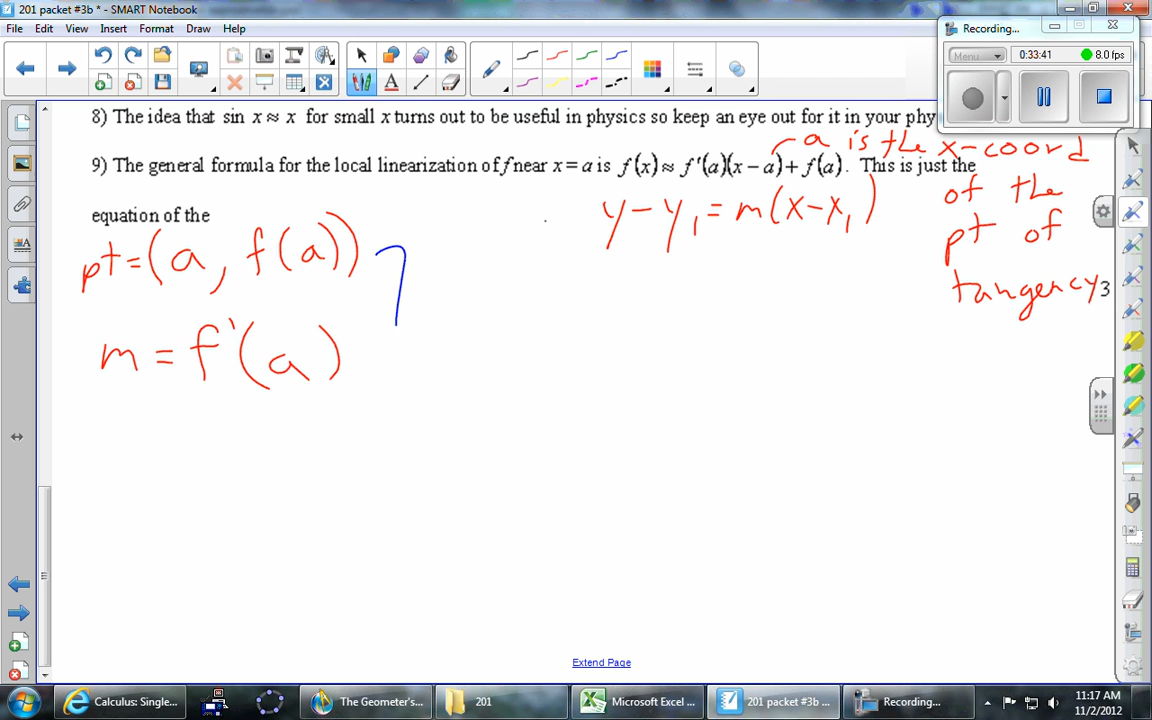 201 packet #3b * - SMART Notebook
File Edit View Insert Format Draw Help
Recording...
Menu
0:33:41
8.0 fps
8) The idea that sin x ≈ x for small x turns out to be useful in physics so keep an eye out for it in your phy
a is the x-coord
9) The general formula for the local linearization of f near x = a is f(x) ≈ f'(a)(x − a) + f(a). This is just the
of the
equation of the
y − y₁ = m(x − x₁)
pt of
pt = (a, f(a))
tangency
3
m = f'(a)
Extend Page
Calculus: Single...
The Geometer's...
201
Microsoft Excel ...
201 packet #3b ...
Recording...
11:17 AM
11/2/2012